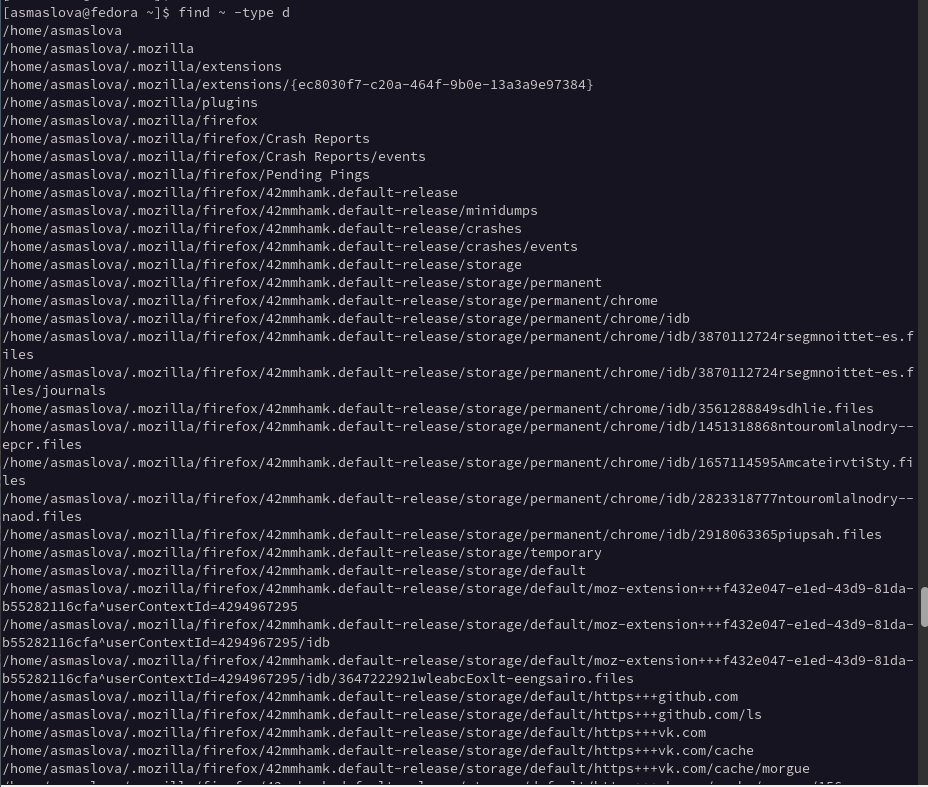 [asmaslova@fedora ~]$ find ~ -type d
/home/asmaslova
/home/asmaslova/.mozilla
/home/asmaslova/.mozilla/extensions
/home/asmaslova/.mozilla/extensions/{ec8030f7-c20a-464f-9b0e-13a3a9e97384}
/home/asmaslova/.mozilla/plugins
/home/asmaslova/.mozilla/firefox
/home/asmaslova/.mozilla/firefox/Crash Reports
/home/asmaslova/.mozilla/firefox/Crash Reports/events
/home/asmaslova/.mozilla/firefox/Pending Pings
/home/asmaslova/.mozilla/firefox/42mmhamk.default-release
/home/asmaslova/.mozilla/firefox/42mmhamk.default-release/minidumps
/home/asmaslova/.mozilla/firefox/42mmhamk.default-release/crashes
/home/asmaslova/.mozilla/firefox/42mmhamk.default-release/crashes/events
/home/asmaslova/.mozilla/firefox/42mmhamk.default-release/storage
/home/asmaslova/.mozilla/firefox/42mmhamk.default-release/storage/permanent
/home/asmaslova/.mozilla/firefox/42mmhamk.default-release/storage/permanent/chrome
/home/asmaslova/.mozilla/firefox/42mmhamk.default-release/storage/permanent/chrome/idb
/home/asmaslova/.mozilla/firefox/42mmhamk.default-release/storage/permanent/chrome/idb/3870112724rsegmnoittet-es.f
iles
/home/asmaslova/.mozilla/firefox/42mmhamk.default-release/storage/permanent/chrome/idb/3870112724rsegmnoittet-es.f
iles/journals
/home/asmaslova/.mozilla/firefox/42mmhamk.default-release/storage/permanent/chrome/idb/3561288849sdhlie.files
/home/asmaslova/.mozilla/firefox/42mmhamk.default-release/storage/permanent/chrome/idb/1451318868ntouromlalnodry--
epcr.files
/home/asmaslova/.mozilla/firefox/42mmhamk.default-release/storage/permanent/chrome/idb/1657114595AmcateirvtiSty.fi
les
/home/asmaslova/.mozilla/firefox/42mmhamk.default-release/storage/permanent/chrome/idb/2823318777ntouromlalnodry--
naod.files
/home/asmaslova/.mozilla/firefox/42mmhamk.default-release/storage/permanent/chrome/idb/2918063365piupsah.files
/home/asmaslova/.mozilla/firefox/42mmhamk.default-release/storage/temporary
/home/asmaslova/.mozilla/firefox/42mmhamk.default-release/storage/default
/home/asmaslova/.mozilla/firefox/42mmhamk.default-release/storage/default/moz-extension+++f432e047-e1ed-43d9-81da-
b55282116cfa^userContextId=4294967295
/home/asmaslova/.mozilla/firefox/42mmhamk.default-release/storage/default/moz-extension+++f432e047-e1ed-43d9-81da-
b55282116cfa^userContextId=4294967295/idb
/home/asmaslova/.mozilla/firefox/42mmhamk.default-release/storage/default/moz-extension+++f432e047-e1ed-43d9-81da-
b55282116cfa^userContextId=4294967295/idb/3647222921wleabcEoxlt-eengsairo.files
/home/asmaslova/.mozilla/firefox/42mmhamk.default-release/storage/default/https+++github.com
/home/asmaslova/.mozilla/firefox/42mmhamk.default-release/storage/default/https+++github.com/ls
/home/asmaslova/.mozilla/firefox/42mmhamk.default-release/storage/default/https+++vk.com
/home/asmaslova/.mozilla/firefox/42mmhamk.default-release/storage/default/https+++vk.com/cache
/home/asmaslova/.mozilla/firefox/42mmhamk.default-release/storage/default/https+++vk.com/cache/morgue